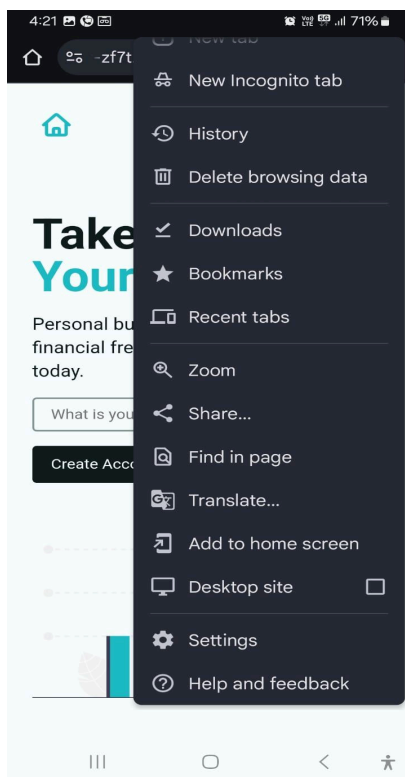 4:21
71%
-zf7t
New tab
New Incognito tab
History
Delete browsing data
Downloads
Bookmarks
Recent tabs
Zoom
Share...
Find in page
Translate...
Add to home screen
Desktop site
Settings
Help and feedback
Take
Your
Personal bu
financial fre
today.
What is you
Create Acco